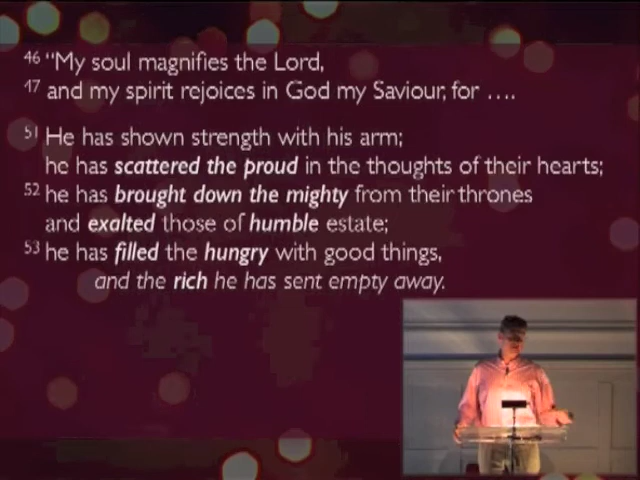 46 “My soul magnifies the Lord,
47 and my spirit rejoices in God my Saviour, for ….
51 He has shown strength with his arm;
he has scattered the proud in the thoughts of their hearts;
52 he has brought down the mighty from their thrones
and exalted those of humble estate;
53 he has filled the hungry with good things,
and the rich he has sent empty away.